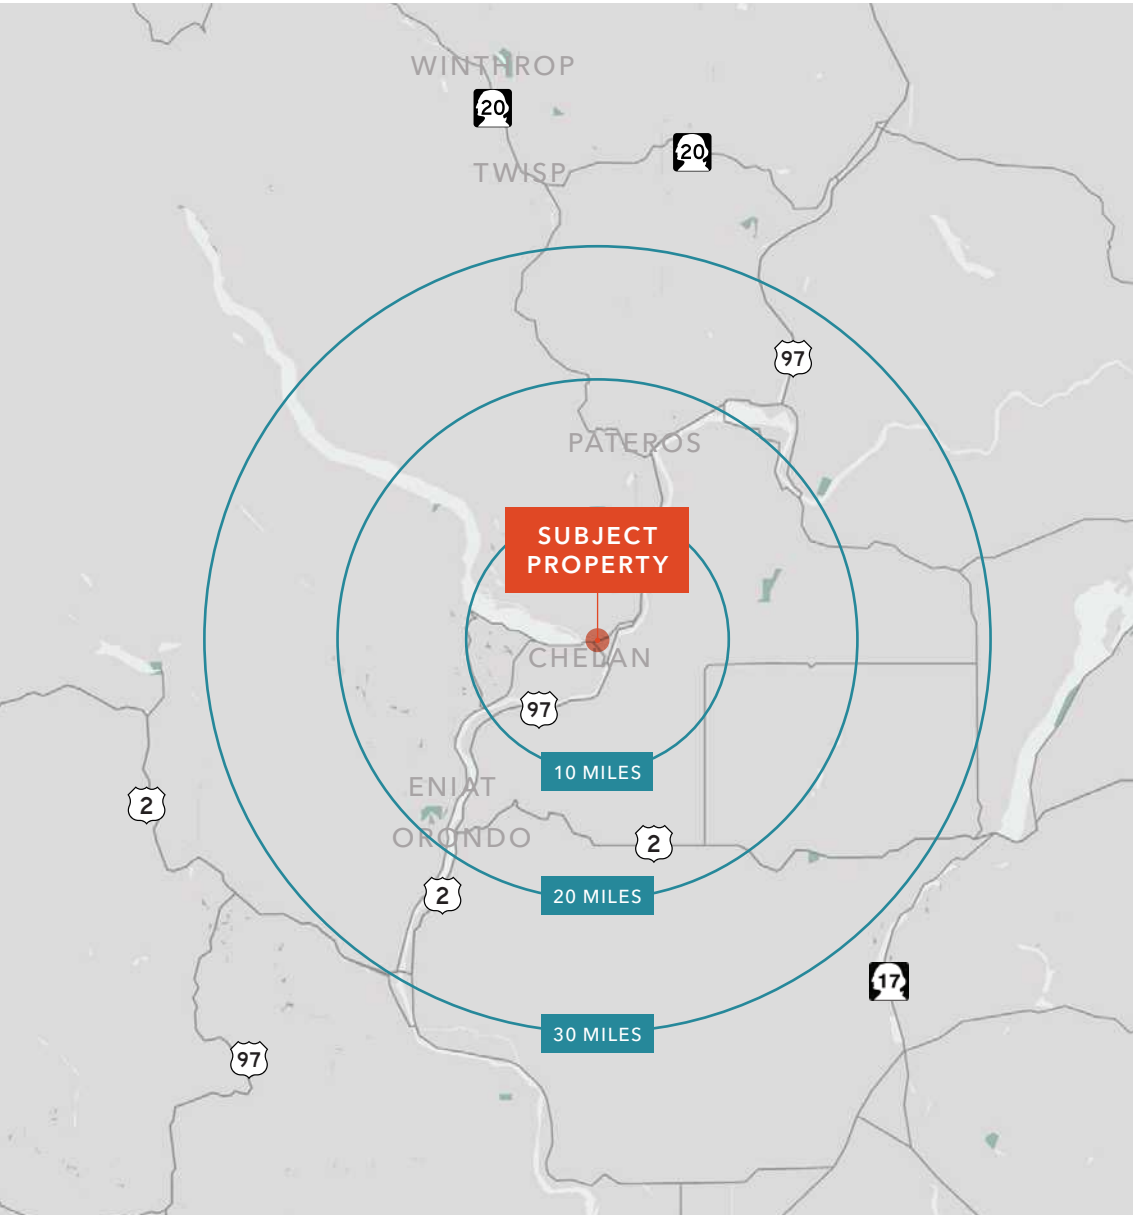 WINTHROP
20
20
TWISP
97
PATEROS
SUBJECT
PROPERTY
CHELAN
97
10 MILES
ENIAT
2
ORONDO
2
2
20 MILES
17
30 MILES
97